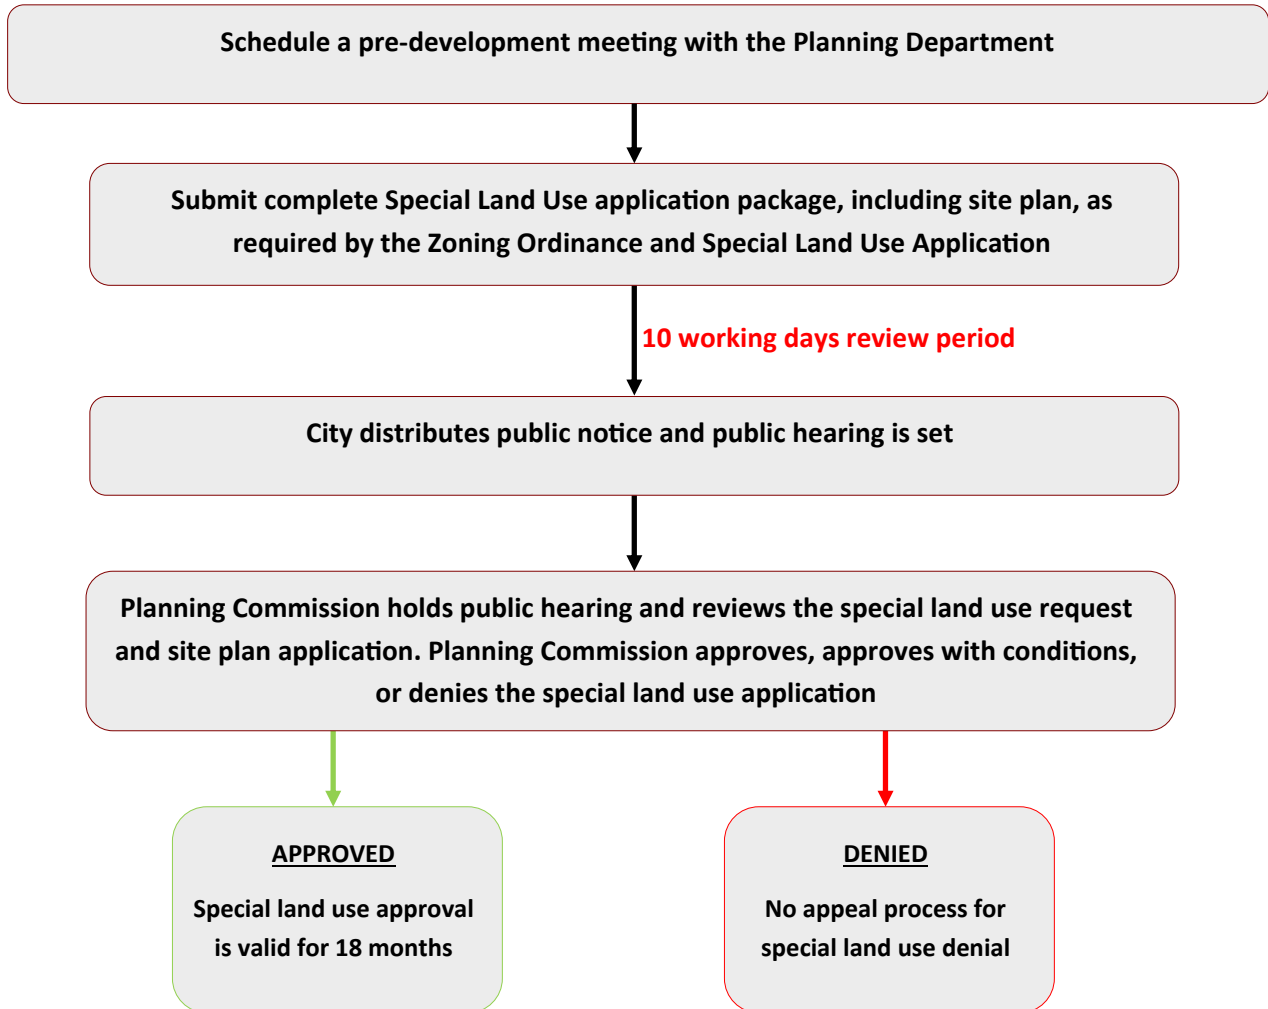 Schedule a pre-development meeting with the Planning Department
Submit complete Special Land Use application package, including site plan, as
required by the Zoning Ordinance and Special Land Use Application
10 working days review period
City distributes public notice and public hearing is set
Planning Commission holds public hearing and reviews the special land use request
and site plan application. Planning Commission approves, approves with conditions,
or denies the special land use application
APPROVED
Special land use approval
is valid for 18 months
DENIED
No appeal process for
special land use denial